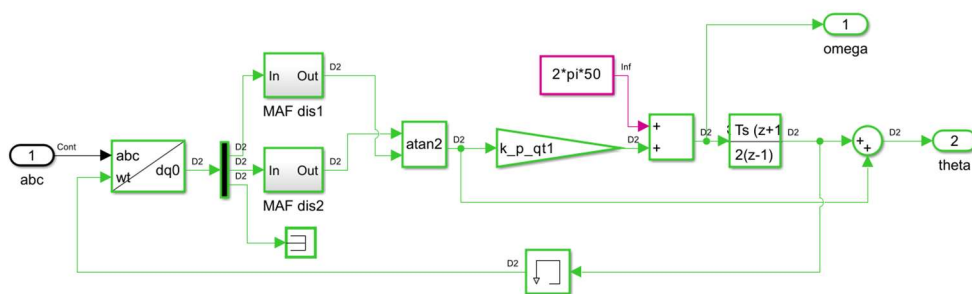 1
omega
D2
2*pi*50
Inf
In
Out
D2
MAF dis1
1
abc
Cont
abc
wt
dq0
D2
D2
D2
D2
In
Out
D2
MAF dis2
atan2
D2
k_p_qt1
D2
+
+
D2
Ts (z+1
2(z-1)
D2
+
+
D2
2
theta
D2
D2